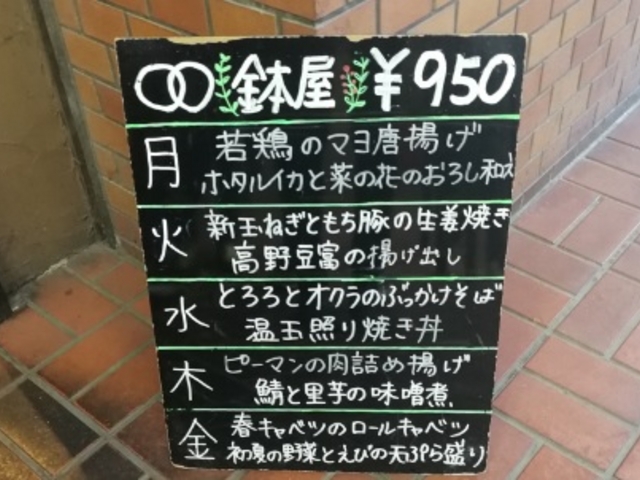 鉢屋 ¥950
月
若鶏のマヨ唐揚げ
ホタルイカと菜の花のおろし和え
火
新玉ねぎともち豚の生姜焼き
高野豆富の揚げ出し
水
とろろとオクラのぶっかけそば
温玉照り焼き丼
木
ピーマンの肉詰め揚げ
鯖と里芋の味噌煮
金
春キャベツのロールキャベツ
初夏の野菜とえびの天ぷら盛り